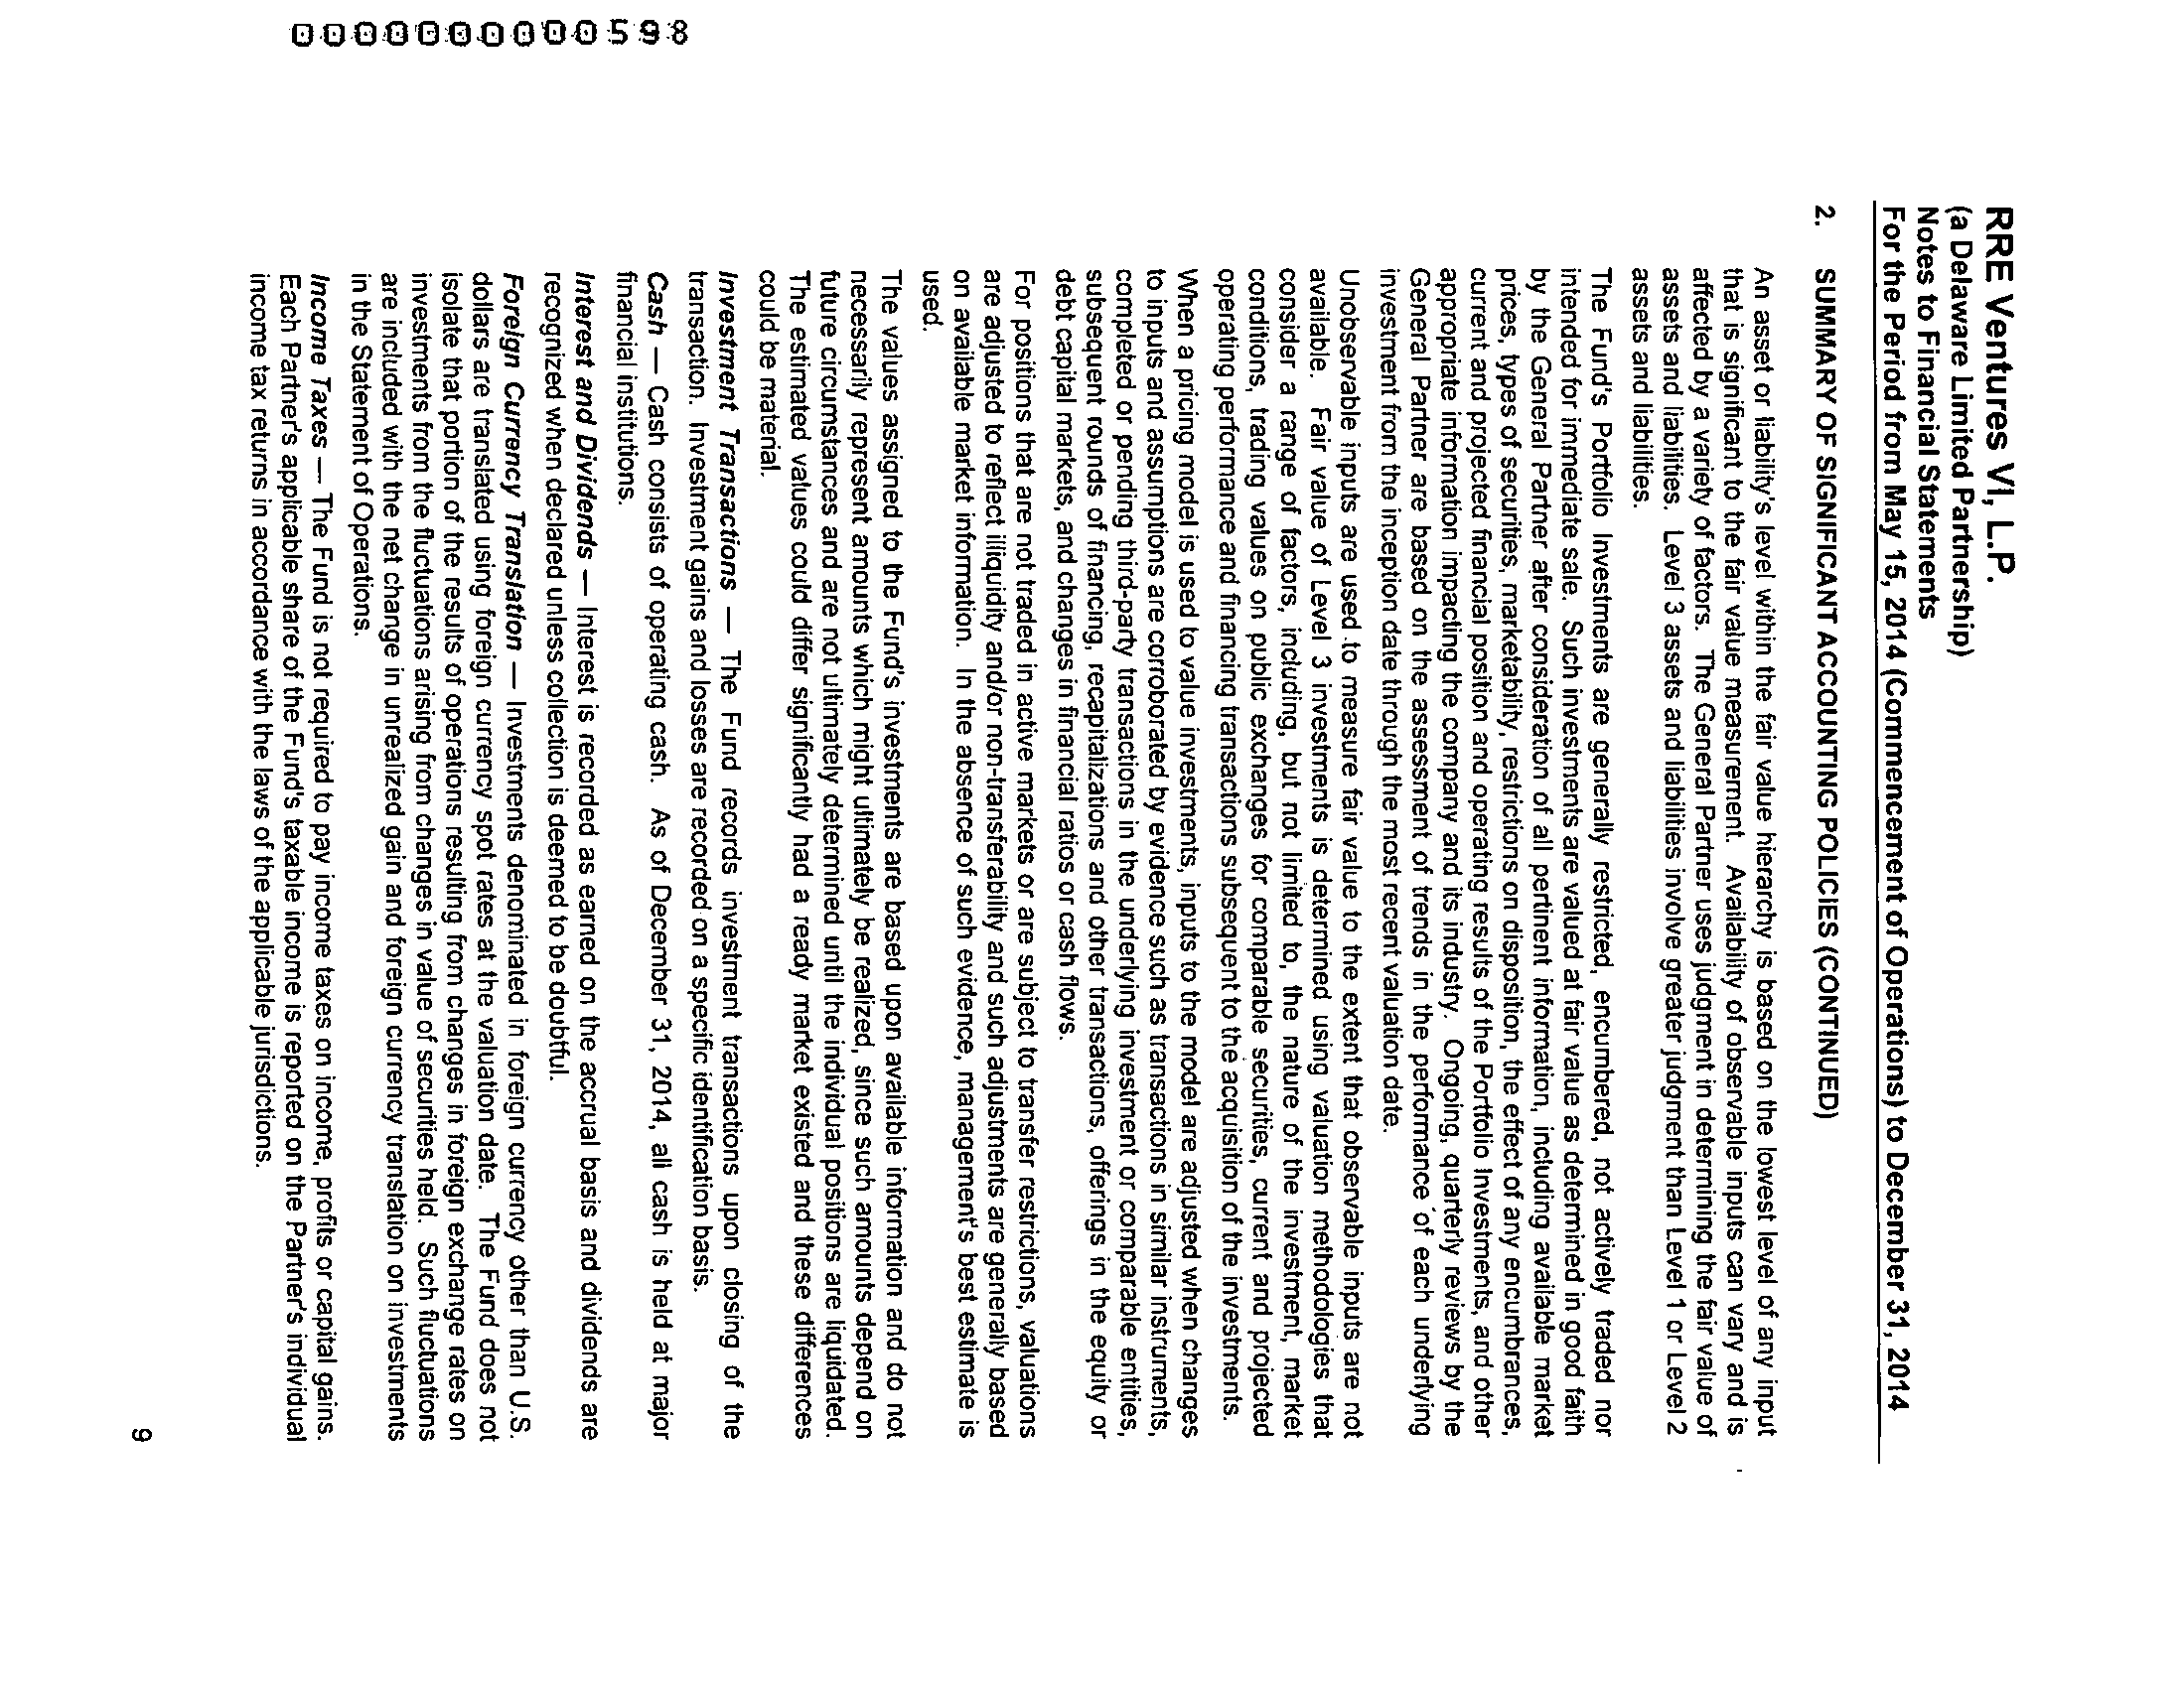 RRE Ventures VI, L.P.
(a Delaware Limited Partnership)
Notes to Financial Statements
For the Period from May 15, 2014 (Commencement of Operations) to December 31, 2014
2. SUMMARY OF SIGNIFICANT ACCOUNTING POLICIES (CONTINUED)
An asset or liability's level within the fair value hierarchy is based on the lowest level of any input
that is significant to the fair value measurement. Availability of observable inputs can vary and is
affected by a variety of factors. The General Partner uses judgment in determining the fair value of
assets and liabilities. Level 3 assets and liabilities involve greater judgment than Level 1 or Level 2
assets and liabilities.
The Fund's Portfolio Investments are generally restricted, encumbered, not actively traded nor
intended for immediate sale. Such investments are valued at fair value as determined in good faith
by the General Partner after consideration of all pertinent information, including available market
prices, types of securities, marketability, restrictions on disposition, the effect of any encumbrances,
current and projected financial position and operating results of the Portfolio Investments, and other
appropriate information impacting the company and its industry. Ongoing, quarterly reviews by the
General Partner are based on the assessment of trends in the performance of each underlying
investment from the inception date through the most recent valuation date.
Unobservable inputs are used to measure fair value to the extent that observable inputs are not
available. Fair value of Level 3 investments is determined using valuation methodologies that
consider a range of factors, including, but not limited to, the nature of the investment, market
conditions, trading values on public exchanges for comparable securities, current and projected
operating performance and financing transactions subsequent to the acquisition of the investments.
When a pricing model is used to value investments, inputs to the model are adjusted when changes
to inputs and assumptions are corroborated by evidence such as transactions in similar instruments,
completed or pending third-party transactions in the underlying investment or comparable entities,
subsequent rounds of financing, recapitalizations and other transactions, offerings in the equity or
debt capital markets, and changes in financial ratios or cash flows.
For positions that are not traded in active markets or are subject to transfer restrictions, valuations
are adjusted to reflect illiquidity and/or non-transferability and such adjustments are generally based
on available market information. In the absence of such evidence, management's best estimate is
used.
The values assigned to the Fund's investments are based upon available information and do not
necessarily represent amounts which might ultimately be realized, since such amounts depend on
future circumstances and are not ultimately determined until the individual positions are liquidated.
The estimated values could differ significantly had a ready market existed and these differences
could be material.
Investment Transactions — The Fund records investment transactions upon closing of the
transaction. Investment gains and losses are recorded on a specific identification basis.
Cash — Cash consists of operating cash. As of December 31, 2014, all cash is held at major
financial institutions.
Interest and Dividends — Interest is recorded as earned on the accrual basis and dividends are
recognized when declared unless collection is deemed to be doubtful.
Foreign Currency Translation — Investments denominated in foreign currency other than U.S.
dollars are translated using foreign currency spot rates at the valuation date. The Fund does not
isolate that portion of the results of operations resulting from changes in foreign exchange rates on
investments from the fluctuations arising from changes in value of securities held. Such fluctuations
are included with the net change in unrealized gain and foreign currency translation on investments
in the Statement of Operations.
Income Taxes — The Fund is not required to pay income taxes on income, profits or capital gains.
Each Partner's applicable share of the Fund's taxable income is reported on the Partner's individual
income tax returns in accordance with the laws of the applicable jurisdictions.
9
0000000000598